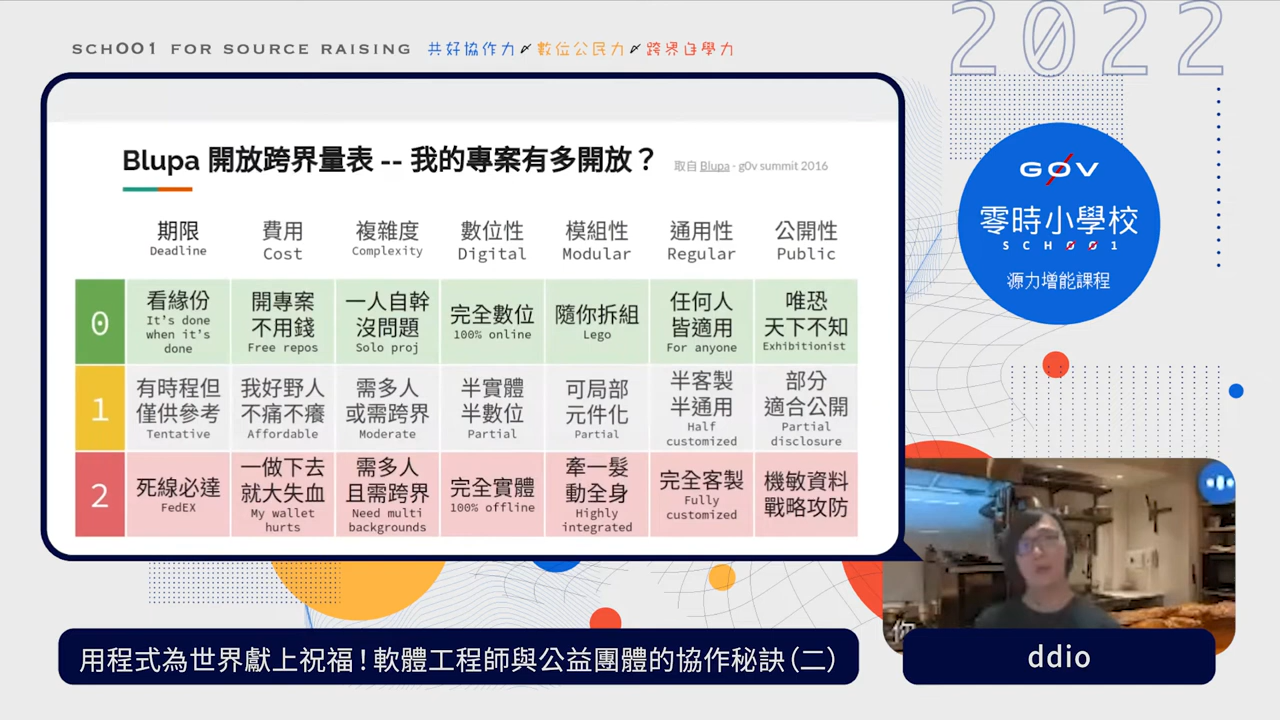 2022
SCH001 FOR SOURCE RAISING 共好協作力 數位公民力 跨界自學力
G0V
零時小學校
SCH001
源力增能課程
Blupa 開放跨界量表 -- 我的專案有多開放？ 取自 Blupa - g0v summit 2016
期限 費用 複雜度 數位性 模組性 通用性 公開性
Deadline Cost Complexity Digital Modular Regular Public
0
看緣份
It's done
when it's
done
開專案
不用錢
Free repos
一人自幹
沒問題
Solo proj
完全數位
100% online
隨你拆組
Lego
任何人
皆適用
For anyone
唯恐
天下不知
Exhibitionist
1
有時程但
僅供參考
Tentative
我好野人
不痛不癢
Affordable
需多人
或需跨界
Moderate
半實體
半數位
Partial
可局部
元件化
Partial
半客製
半通用
Half
customized
部分
適合公開
Partial
disclosure
2
死線必達
FedEX
一做下去
就大失血
My wallet
hurts
需多人
且需跨界
Need multi
backgrounds
完全實體
100% offline
牽一髮
動全身
Highly
integrated
完全客製
Fully
customized
機敏資料
戰略攻防
用程式為世界獻上祝福！軟體工程師與公益團體的協作秘訣（二）
ddio